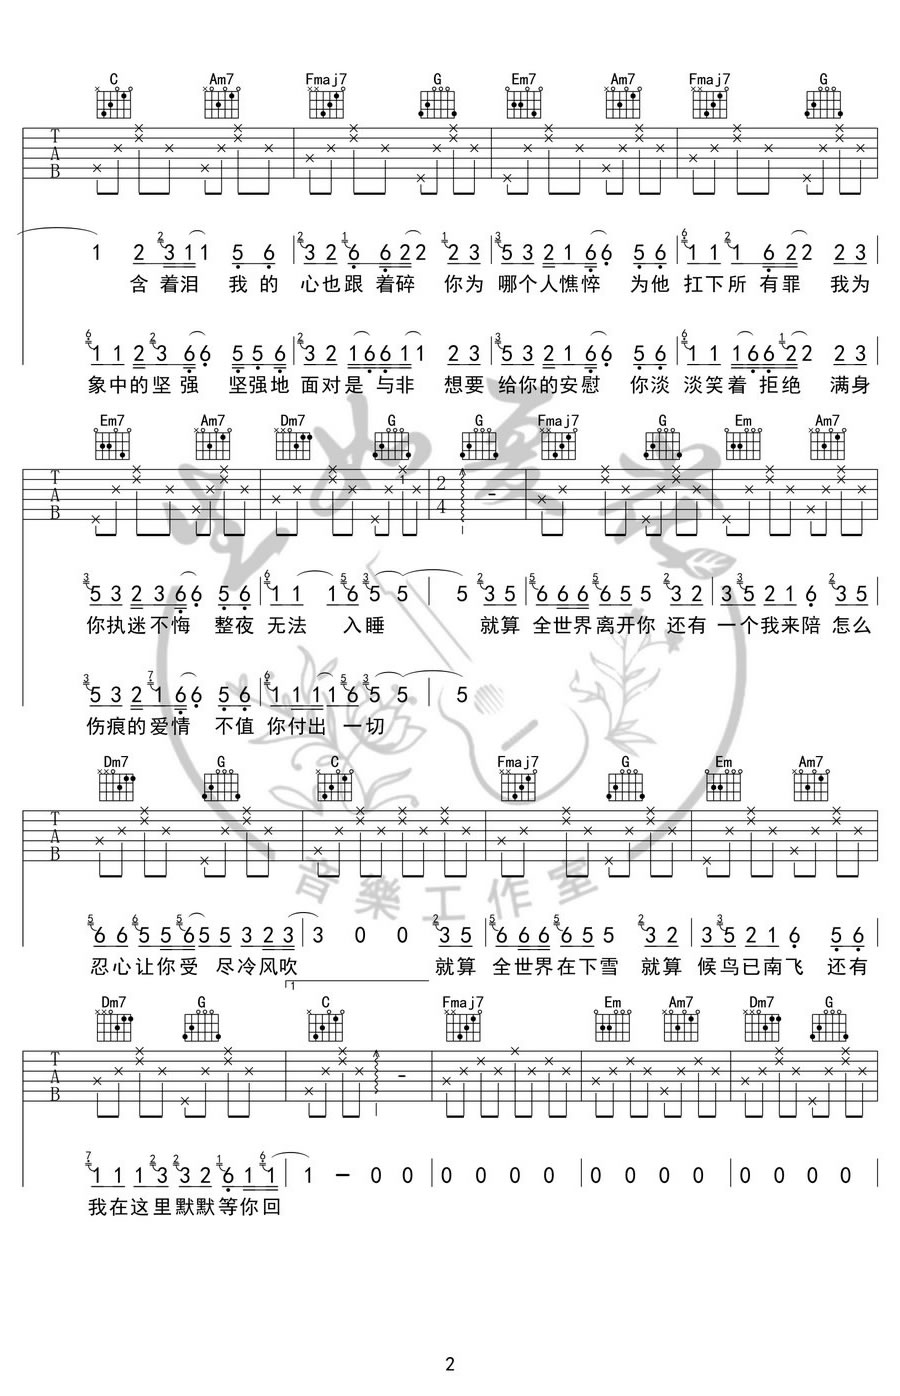 C Am7 Fmaj7 G Em7 Am7 Fmaj7 G
T A B
1 2 3 1 1 5 6 3 2 6 6 2 2 2 3 5 3 2 1 6 6 5 6 1 1 1 6 2 2 2 3
含着泪 我的 心也跟着碎 你为 哪个人憔悴 为他 扛下所有罪 我为
1 1 2 3 6 6 5 5 6 3 2 1 6 6 1 1 2 3 5 3 2 1 6 6 5 6 1 1 1 6 6 2 2 2 3
象中的坚强 坚强地 面对是与非 想要 给你的安慰 你淡 淡笑着拒绝 满身
Em7 Am7 Dm7 G G Fmaj7 G Em Am7
T A B 1 2 4
5 3 2 3 6 6 5 6 1 1 1 6 5 5 5 3 5 6 6 6 6 5 5 3 2 3 5 2 1 6 3 5
你执迷不悔 整夜 无法 入睡 就算 全世界离开你 还有 一个我来陪 怎么
5 3 2 1 6 6 5 6 1 1 1 1 6 5 5 5
伤痕的爱情 不值 你付出 一切
Dm7 G C Fmaj7 G Em Am7
T A B
6 6 5 5 6 5 5 3 2 3 3 0 0 3 5 6 6 6 6 5 5 3 2 3 5 2 1 6 5 6
忍心让你受 尽冷风吹 就算 全世界在下雪 就算 候鸟已南飞 还有
1
Dm7 G C Fmaj7 G Em Am7 Dm7 G
T A B
1 1 1 3 3 2 6 1 1 1 – 0 0 0 0 0 0 0 0 0 0 0 0 0 0
我在这里默默等你回
生如夏花
音樂工作室
2